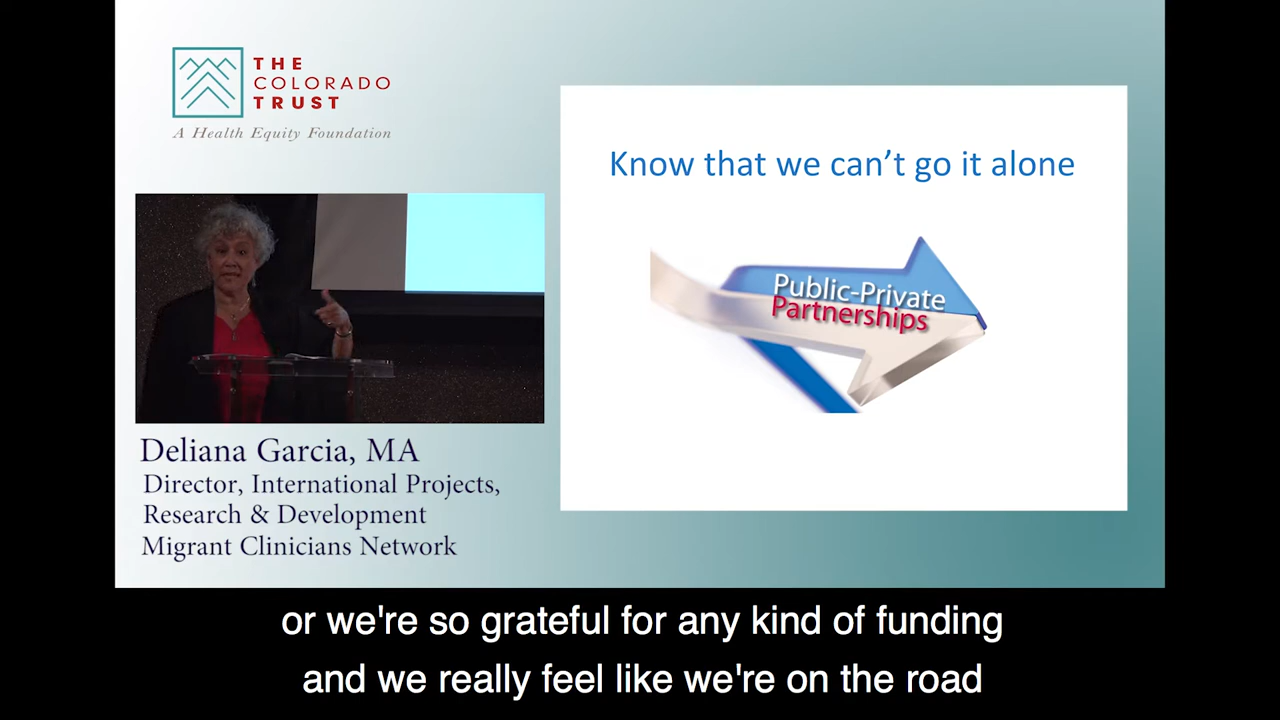 THE
COLORADO
TRUST
A Health Equity Foundation
Know that we can't go it alone
Public-Private
Partnerships
Deliana Garcia, MA
Director, International Projects,
Research & Development
Migrant Clinicians Network
or we're so grateful for any kind of funding
and we really feel like we're on the road